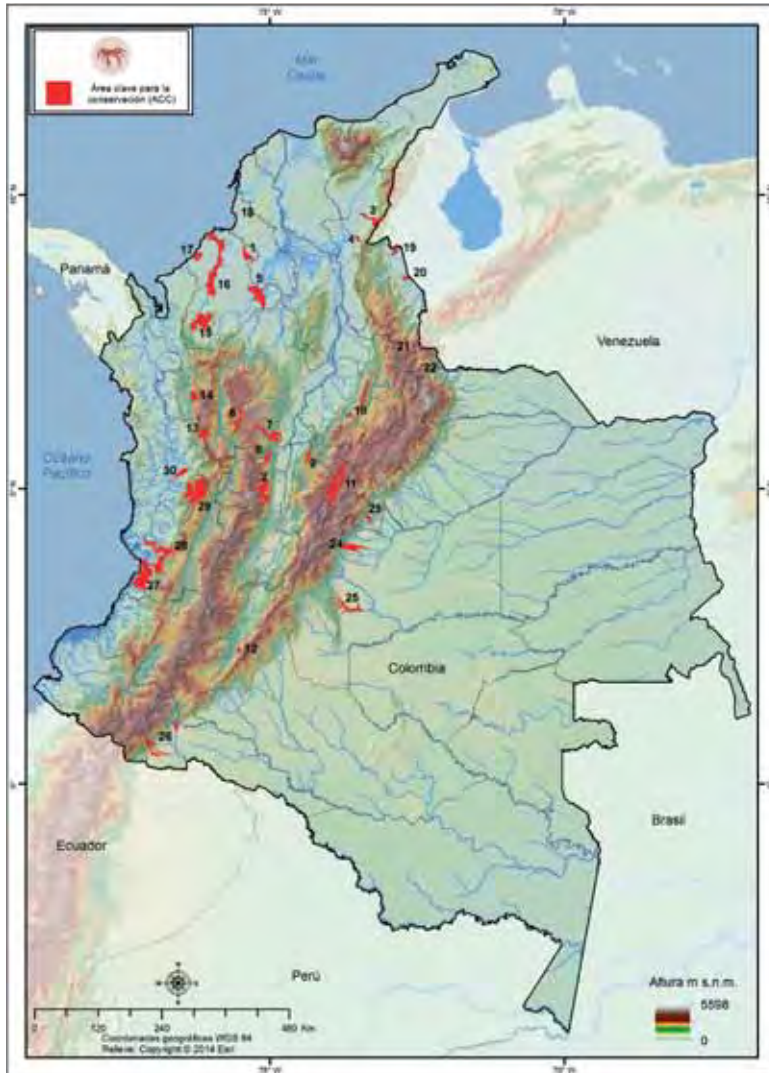 Área clave para la
conservación (ACC)
Mar
Caribe
Panamá
Venezuela
Océano
Pacífico
Colombia
Ecuador
Brasil
Perú
18
3
4
19
17
1
20
5
16
15
21
22
14
6
10
13
7
8
9
30
2
11
29
23
28
24
27
25
12
26
Altura m s.n.m.
5598
0
0 120 240 480 Km
Coordenadas geográficas WGS 84
Relieve: Copyright:© 2014 Esri